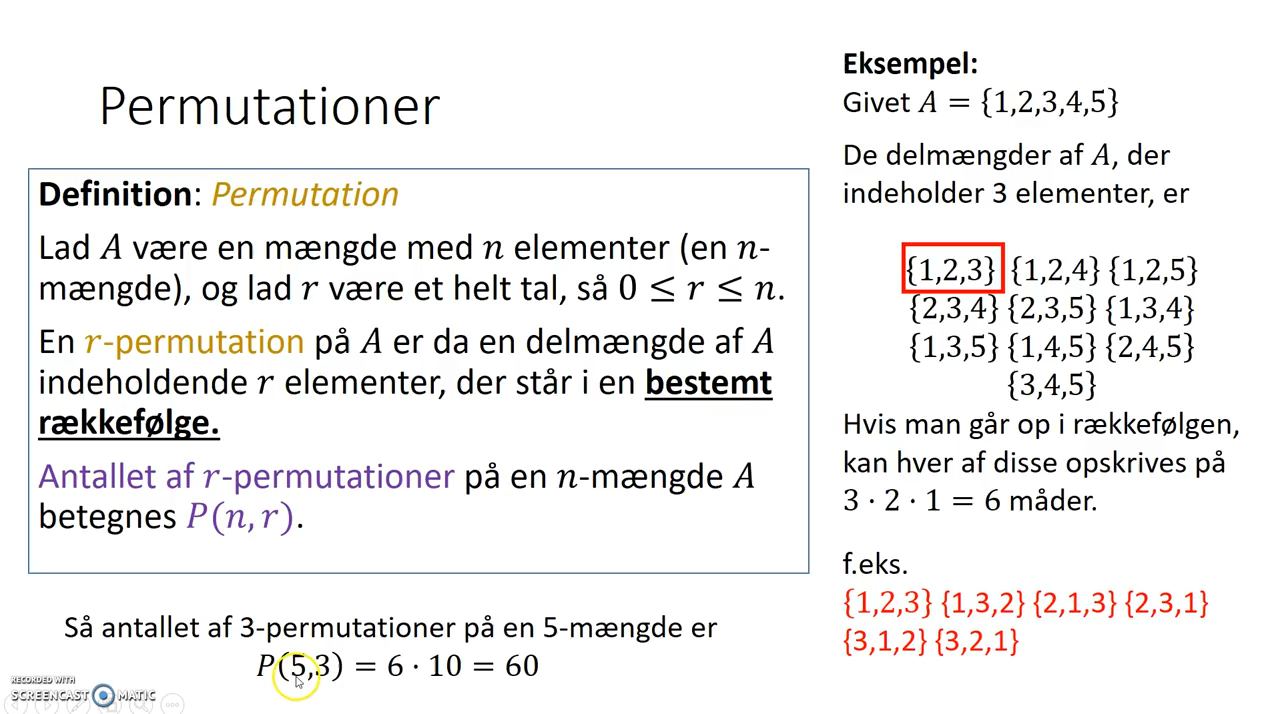 Permutationer
Definition: Permutation
Lad A være en mængde med n elementer (en n-
mængde), og lad r være et helt tal, så 0 ≤ r ≤ n.
En r-permutation på A er da en delmængde af A
indeholdende r elementer, der står i en bestemt
rækkefølge.
Antallet af r-permutationer på en n-mængde A
betegnes P(n, r).
Så antallet af 3-permutationer på en 5-mængde er
P(5,3) = 6 · 10 = 60
Eksempel:
Givet A = {1,2,3,4,5}
De delmængder af A, der
indeholder 3 elementer, er
{1,2,3} {1,2,4} {1,2,5}
{2,3,4} {2,3,5} {1,3,4}
{1,3,5} {1,4,5} {2,4,5}
{3,4,5}
Hvis man går op i rækkefølgen,
kan hver af disse opskrives på
3 · 2 · 1 = 6 måder.
f.eks.
{1,2,3} {1,3,2} {2,1,3} {2,3,1}
{3,1,2} {3,2,1}
RECORDED WITH
SCREENCAST MATIC